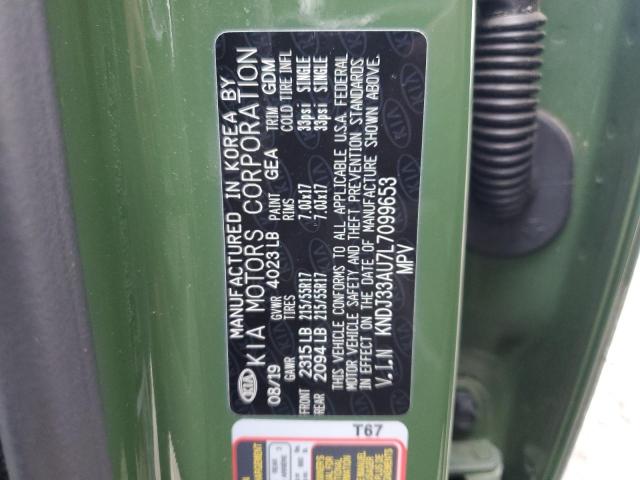 MANUFACTURED IN KOREA BY
KIA MOTORS CORPORATION
08/19 GVWR 4023 LB PAINT GEA TRIM GDM
GAWR TIRES RIMS COLD TIRE INFL
FRONT 2315 LB 215/55R17 7.0Jx17 33psi SINGLE
REAR 2094 LB 215/55R17 7.0Jx17 33psi SINGLE
THIS VEHICLE CONFORMS TO ALL APPLICABLE U.S.A. FEDERAL
MOTOR VEHICLE SAFETY AND THEFT PREVENTION STANDARDS
IN EFFECT ON THE DATE OF MANUFACTURE SHOWN ABOVE.
V.I.N KNDJ33AU7L7099653
MPV
KIA
T67